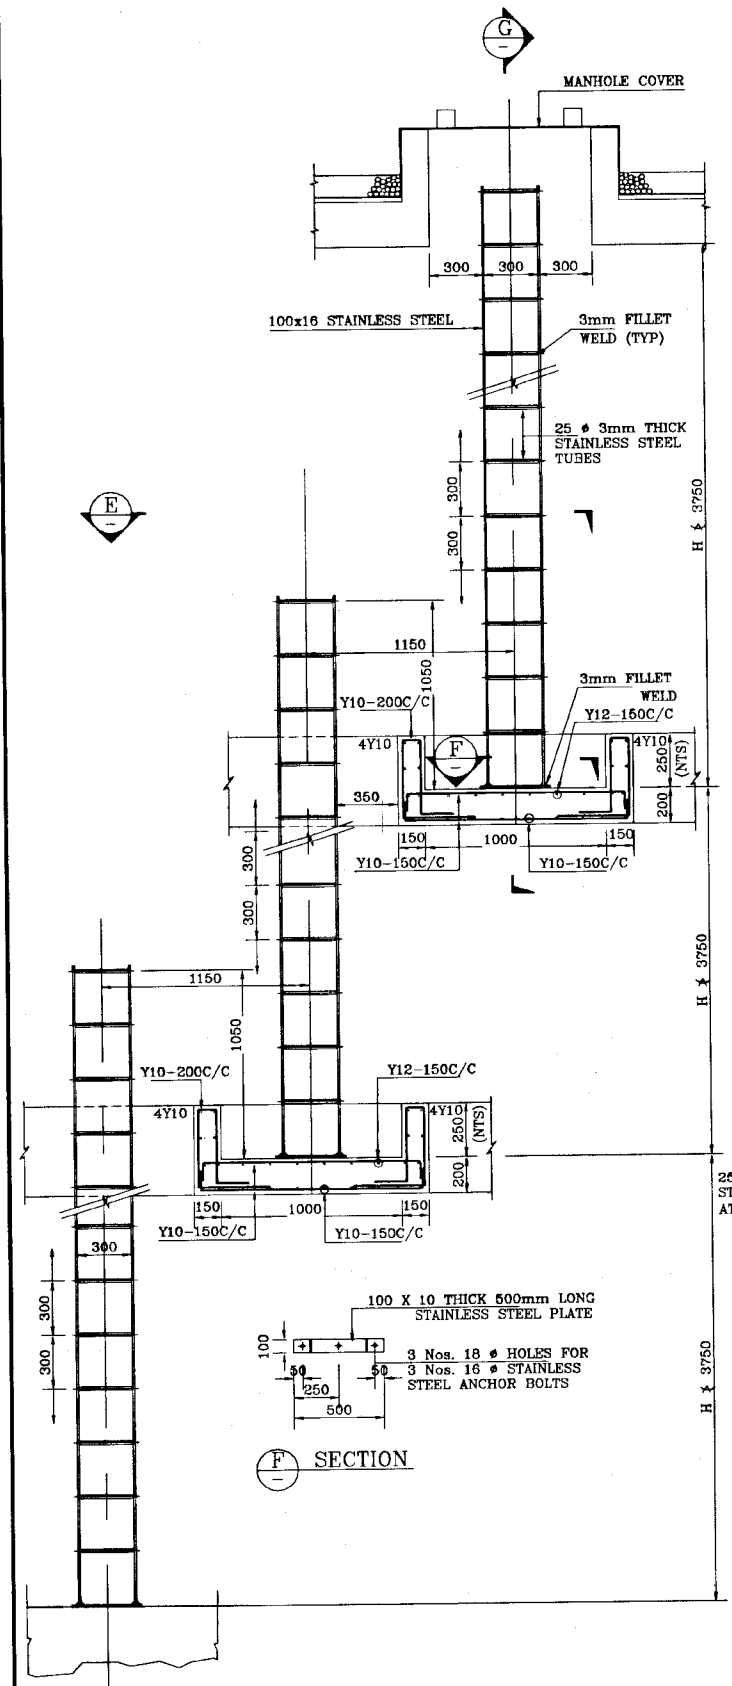 G
MANHOLE COVER
300 300 300
100x16 STAINLESS STEEL
3mm FILLET
WELD (TYP)
25 ø 3mm THICK
STAINLESS STEEL
TUBES
300
300
E
H ≯ 3750
1150
1050
3mm FILLET
WELD
Y10-200C/C
Y12-150C/C
4Y10
F
4Y10
250
(NTS)
350
200
150 1000 150
Y10-150C/C
Y10-150C/C
300
300
H ≯ 3750
1150
1050
Y10-200C/C
Y12-150C/C
4Y10
4Y10
250
(NTS)
200
150 1000 150
Y10-150C/C
Y10-150C/C
25
ST
AT
300
300
300
100 X 10 THICK 500mm LONG
STAINLESS STEEL PLATE
100
3 Nos. 18 ø HOLES FOR
3 Nos. 16 ø STAINLESS
STEEL ANCHOR BOLTS
50 50
250
500
H ≯ 3750
F SECTION